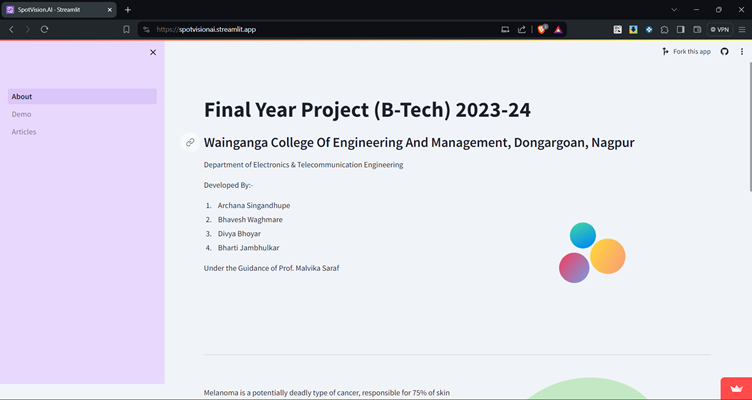 SpotVision.AI · Streamlit
https://spotvisionai.streamlit.app
VPN
Fork this app
About
Demo
Articles
Final Year Project (B-Tech) 2023-24
Wainganga College Of Engineering And Management, Dongargoan, Nagpur
Department of Electronics & Telecommunication Engineering
Developed By:-
1. Archana Singandhupe
2. Bhavesh Waghmare
3. Divya Bhoyar
4. Bharti Jambhulkar
Under the Guidance of Prof. Malvika Saraf
Melanoma is a potentially deadly type of cancer, responsible for 75% of skin